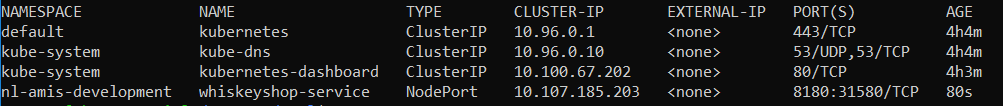 NAMESPACE NAME TYPE CLUSTER-IP EXTERNAL-IP PORT(S) AGE
default kubernetes ClusterIP 10.96.0.1 <none> 443/TCP 4h4m
kube-system kube-dns ClusterIP 10.96.0.10 <none> 53/UDP,53/TCP 4h4m
kube-system kubernetes-dashboard ClusterIP 10.100.67.202 <none> 80/TCP 4h3m
nl-amis-development whiskeyshop-service NodePort 10.107.185.203 <none> 8180:31580/TCP 80s